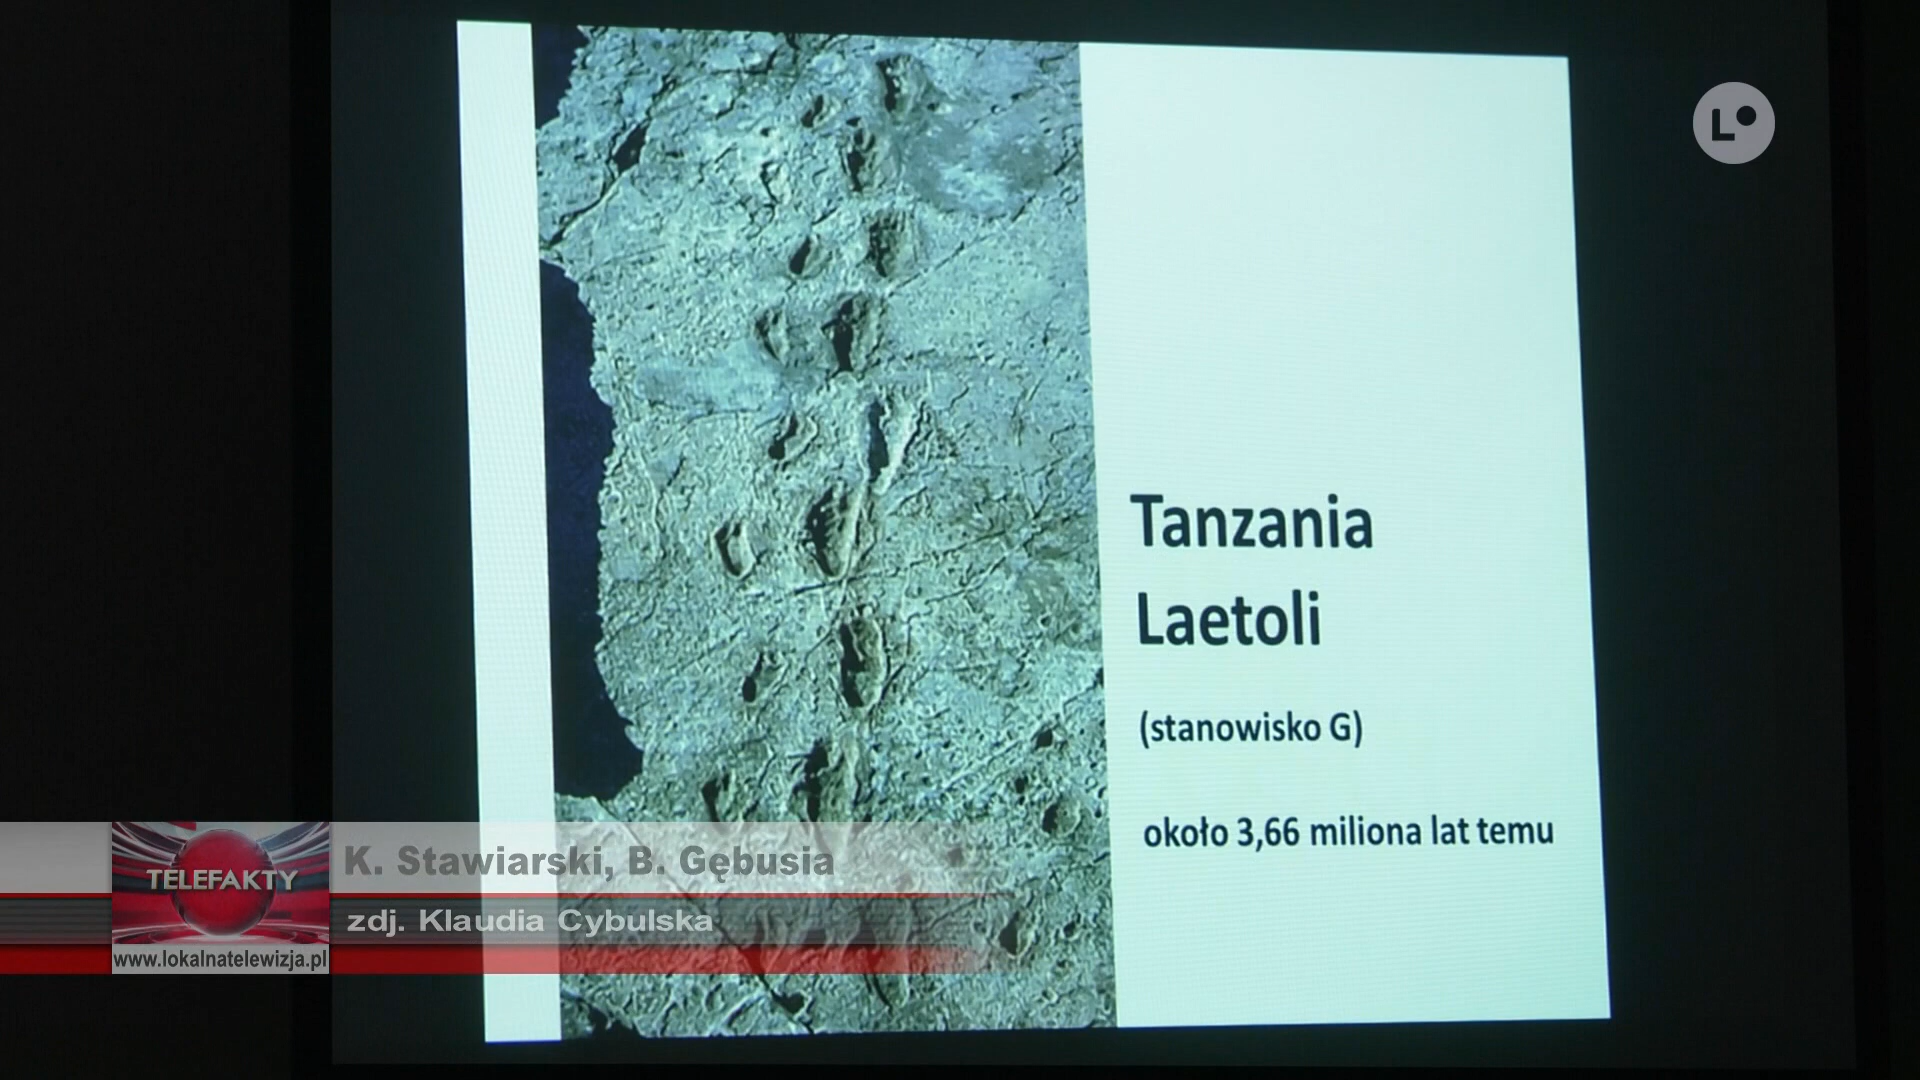 L
Tanzania
Laetoli
(stanowisko G)
około 3,66 miliona lat temu
TELEFAKTY
www.lokalnatelewizja.pl
K. Stawiarski, B. Gębusia
zdj. Klaudia Cybulska